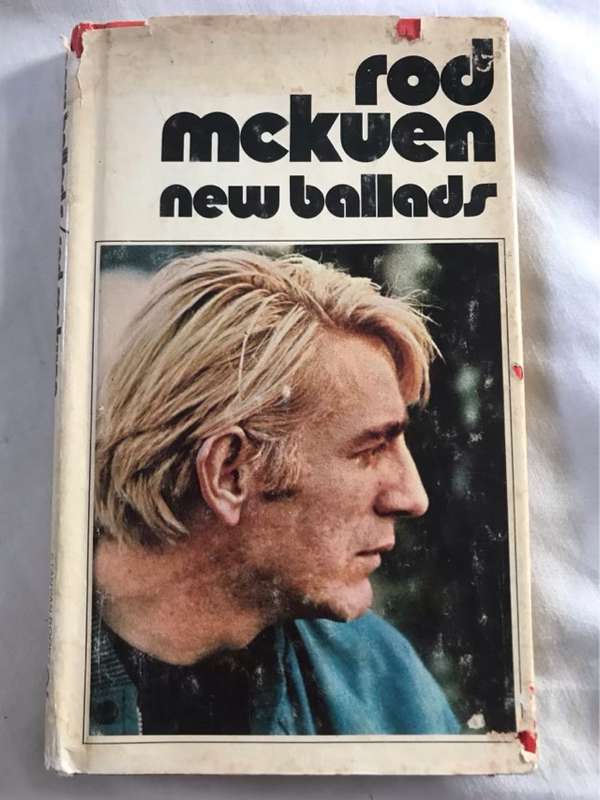 rod
mckuen
new ballads